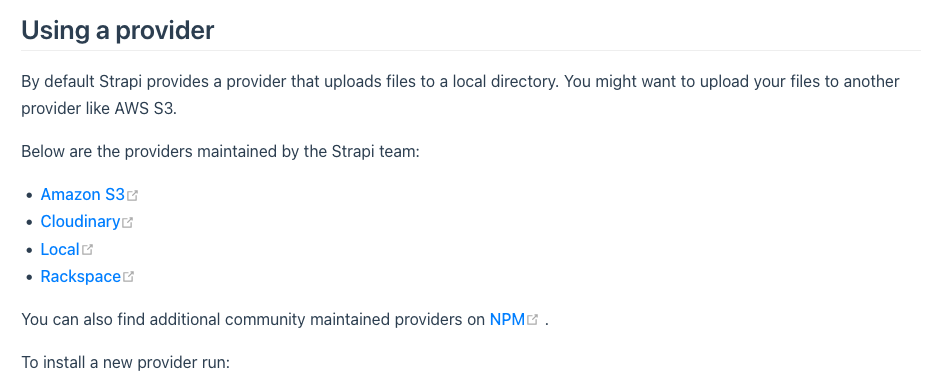 Using a provider
By default Strapi provides a provider that uploads files to a local directory. You might want to upload your files to another
provider like AWS S3.
Below are the providers maintained by the Strapi team:
• Amazon S3
• Cloudinary
• Local
• Rackspace
You can also find additional community maintained providers on NPM .
To install a new provider run: